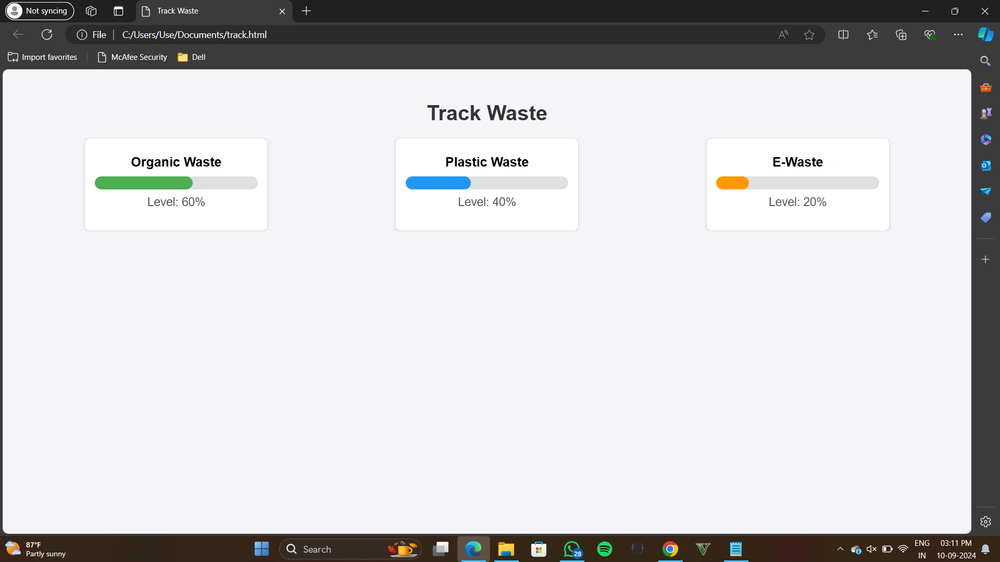 Not syncing
Track Waste
File
C:/Users/Use/Documents/track.html
Import favorites
McAfee Security
Dell
Track Waste
Organic Waste
Level: 60%
Plastic Waste
Level: 40%
E-Waste
Level: 20%
87°F
Partly sunny
Search
28
ENG
IN
03:11 PM
10-09-2024